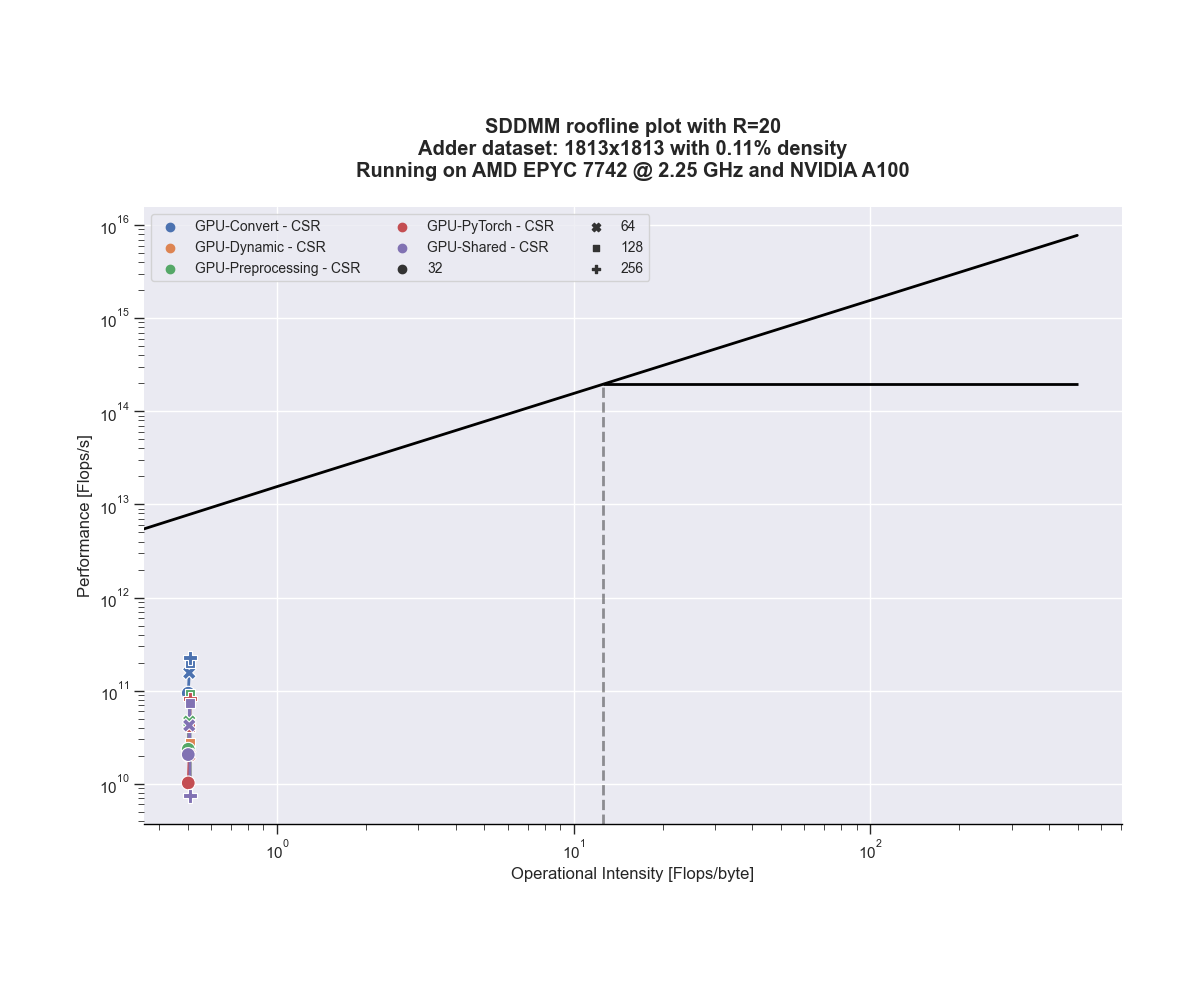 SDDMM roofline plot with R=20
Adder dataset: 1813x1813 with 0.11% density
Running on AMD EPYC 7742 @ 2.25 GHz and NVIDIA A100
GPU-Convert - CSR
GPU-Dynamic - CSR
GPU-Preprocessing - CSR
GPU-PyTorch - CSR
GPU-Shared - CSR
32
64
128
256
Performance [Flops/s]
10^16
10^15
10^14
10^13
10^12
10^11
10^10
10^0
10^1
10^2
Operational Intensity [Flops/byte]